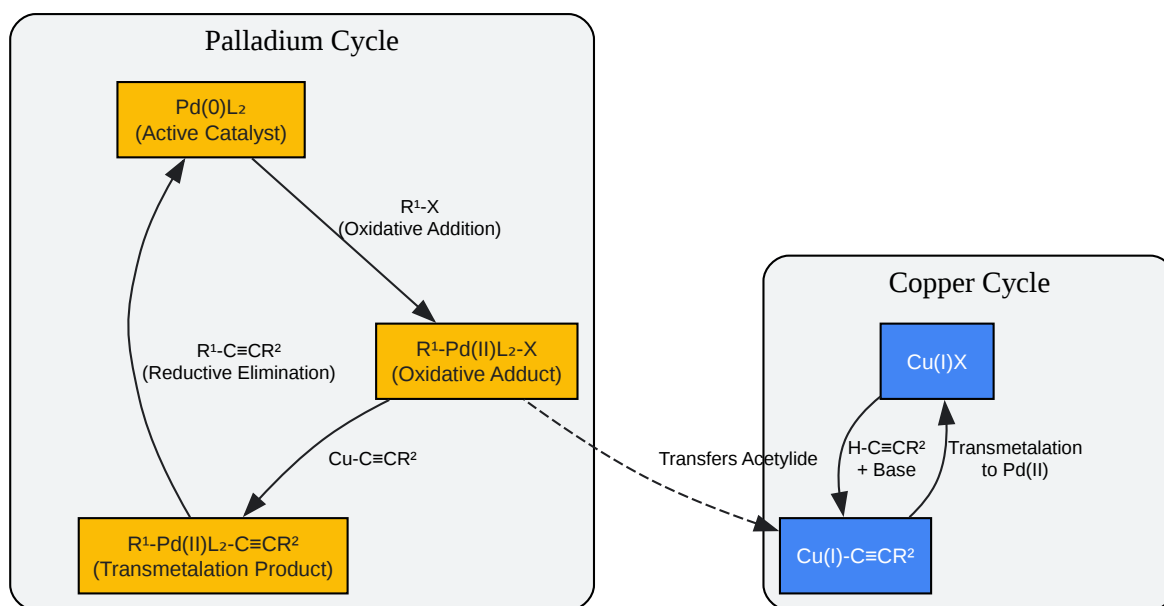 Palladium Cycle
Pd(0)L₂
(Active Catalyst)
R¹-X
(Oxidative Addition)
R¹-Pd(II)L₂-X
(Oxidative Adduct)
R¹-C≡CR²
(Reductive Elimination)
Cu-C≡CR²
R¹-Pd(II)L₂-C≡CR²
(Transmetalation Product)
Transfers Acetylide
Copper Cycle
Cu(I)X
H-C≡CR²
+ Base
Transmetalation
to Pd(II)
Cu(I)-C≡CR²